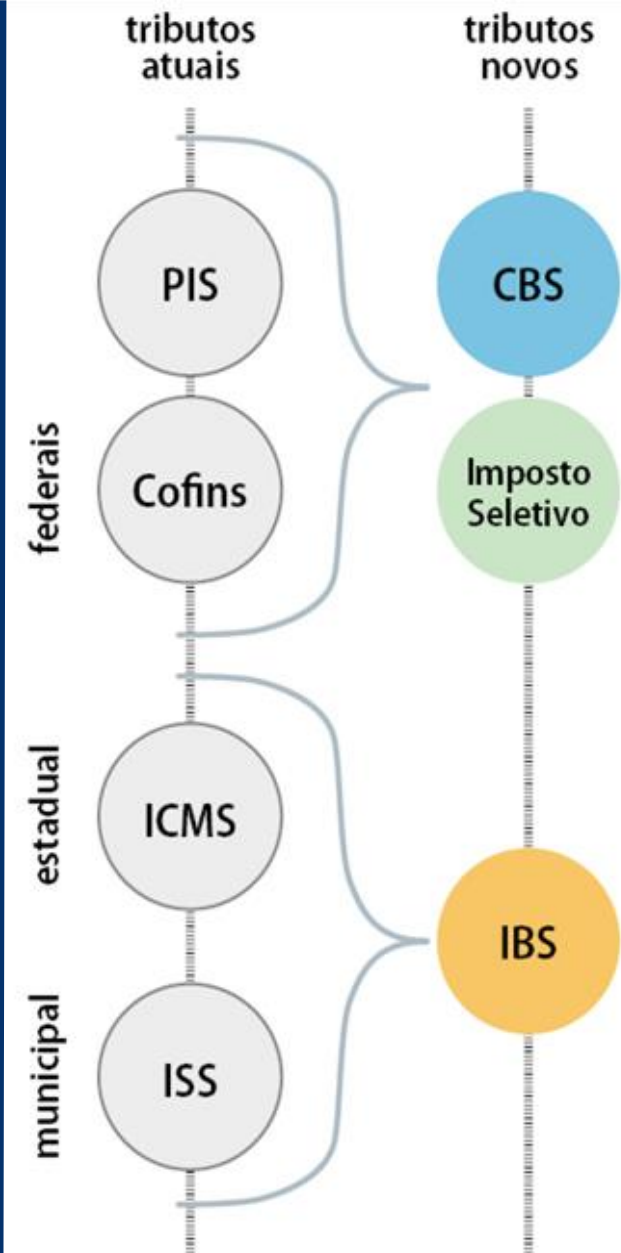 tributos
atuais
tributos
novos
federais
PIS
Cofins
CBS
Imposto
Seletivo
estadual
ICMS
municipal
ISS
IBS